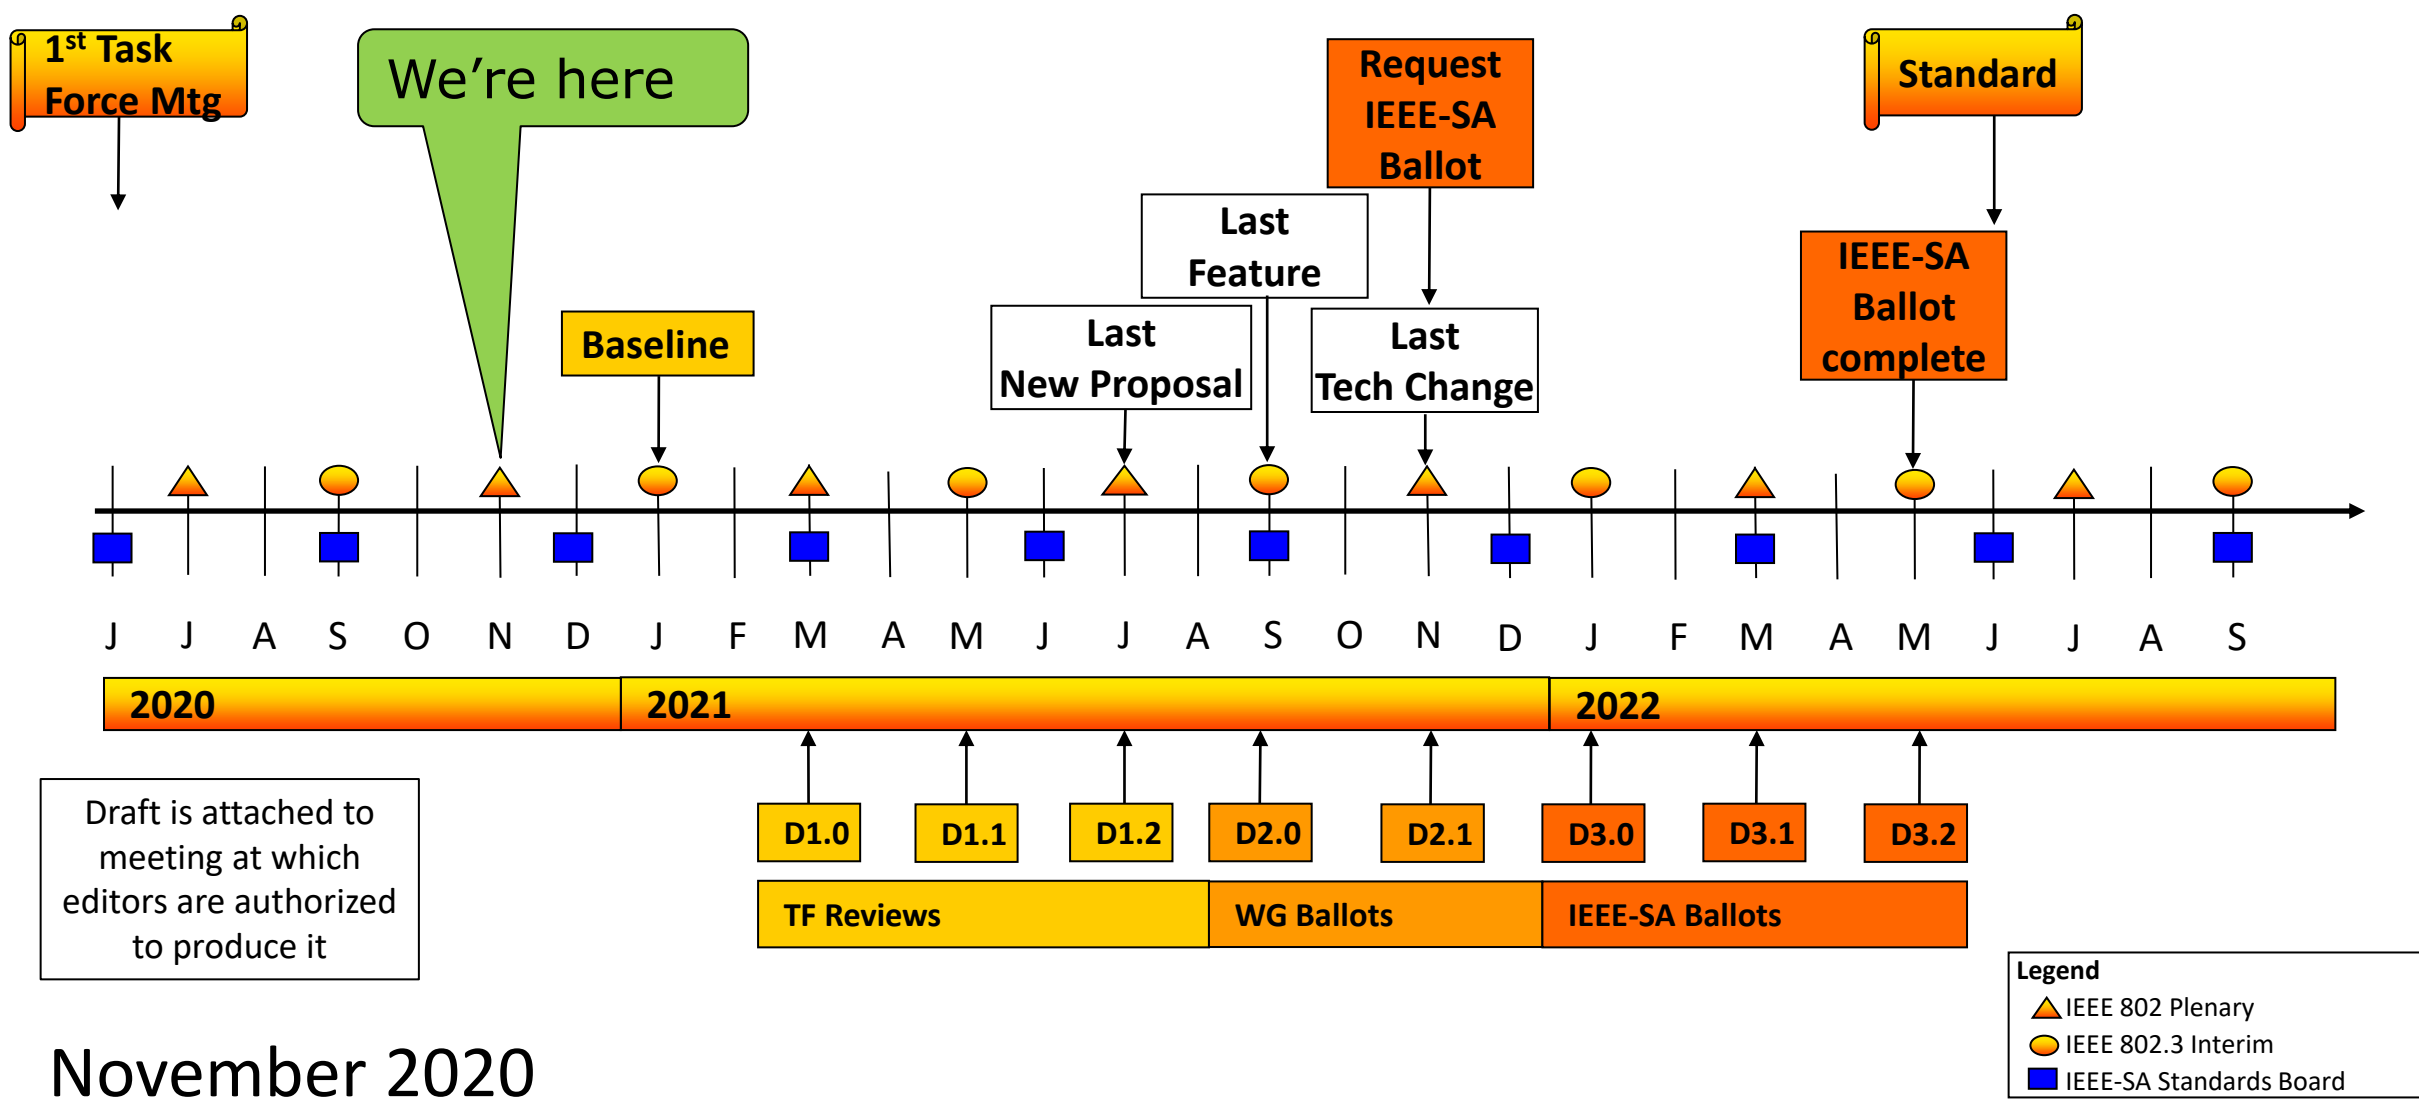 1st Task
Force Mtg
We're here
Request
IEEE-SA
Ballot
Standard
Last
Feature
IEEE-SA
Ballot
complete
Baseline
Last
New Proposal
Last
Tech Change
J J A S O N D J F M A M J J A S O N D J F M A M J J A S
2020 2021 2022
D1.0 D1.1 D1.2 D2.0 D2.1 D3.0 D3.1 D3.2
TF Reviews WG Ballots IEEE-SA Ballots
Draft is attached to
meeting at which
editors are authorized
to produce it
Legend
IEEE 802 Plenary
IEEE 802.3 Interim
IEEE-SA Standards Board
November 2020